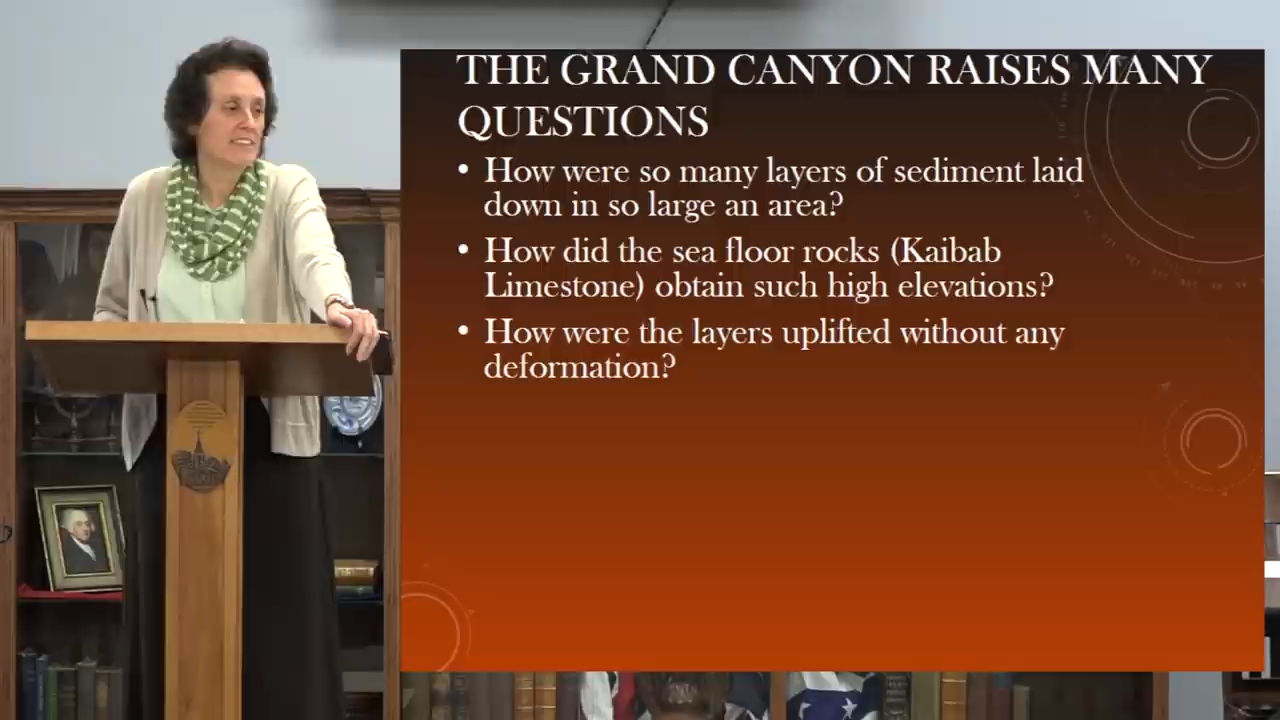 THE GRAND CANYON RAISES MANY
QUESTIONS
• How were so many layers of sediment laid
down in so large an area?
• How did the sea floor rocks (Kaibab
Limestone) obtain such high elevations?
• How were the layers uplifted without any
deformation?